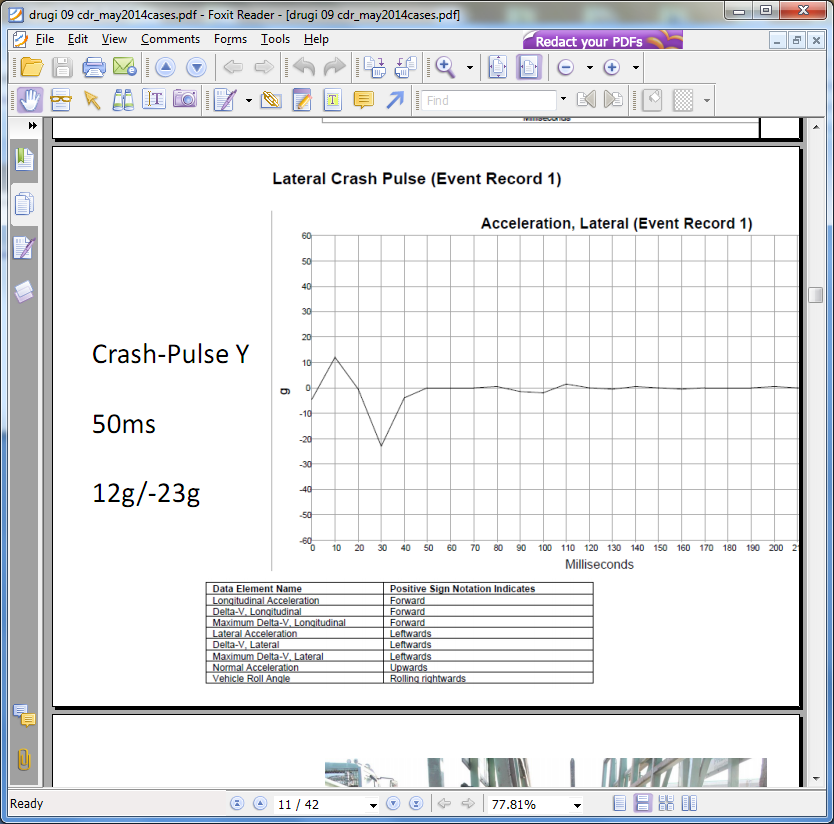 drugi 09 cdr_may2014cases.pdf - Foxit Reader - [drugi 09 cdr_may2014cases.pdf]
File Edit View Comments Forms Tools Help
Redact your PDFs
Find
Milliseconds
Lateral Crash Pulse (Event Record 1)
Acceleration, Lateral (Event Record 1)
60
50
40
30
20
10
0
-10
-20
-30
-40
-50
-60
g
Crash-Pulse Y
50ms
12g/-23g
0 10 20 30 40 50 60 70 80 90 100 110 120 130 140 150 160 170 180 190 200
Milliseconds
Data Element Name Positive Sign Notation Indicates
Longitudinal Acceleration Forward
Delta-V, Longitudinal Forward
Maximum Delta-V, Longitudinal Forward
Lateral Acceleration Leftwards
Delta-V, Lateral Leftwards
Maximum Delta-V, Lateral Leftwards
Normal Acceleration Upwards
Vehicle Roll Angle Rolling rightwards
Ready
11 / 42
77.81%